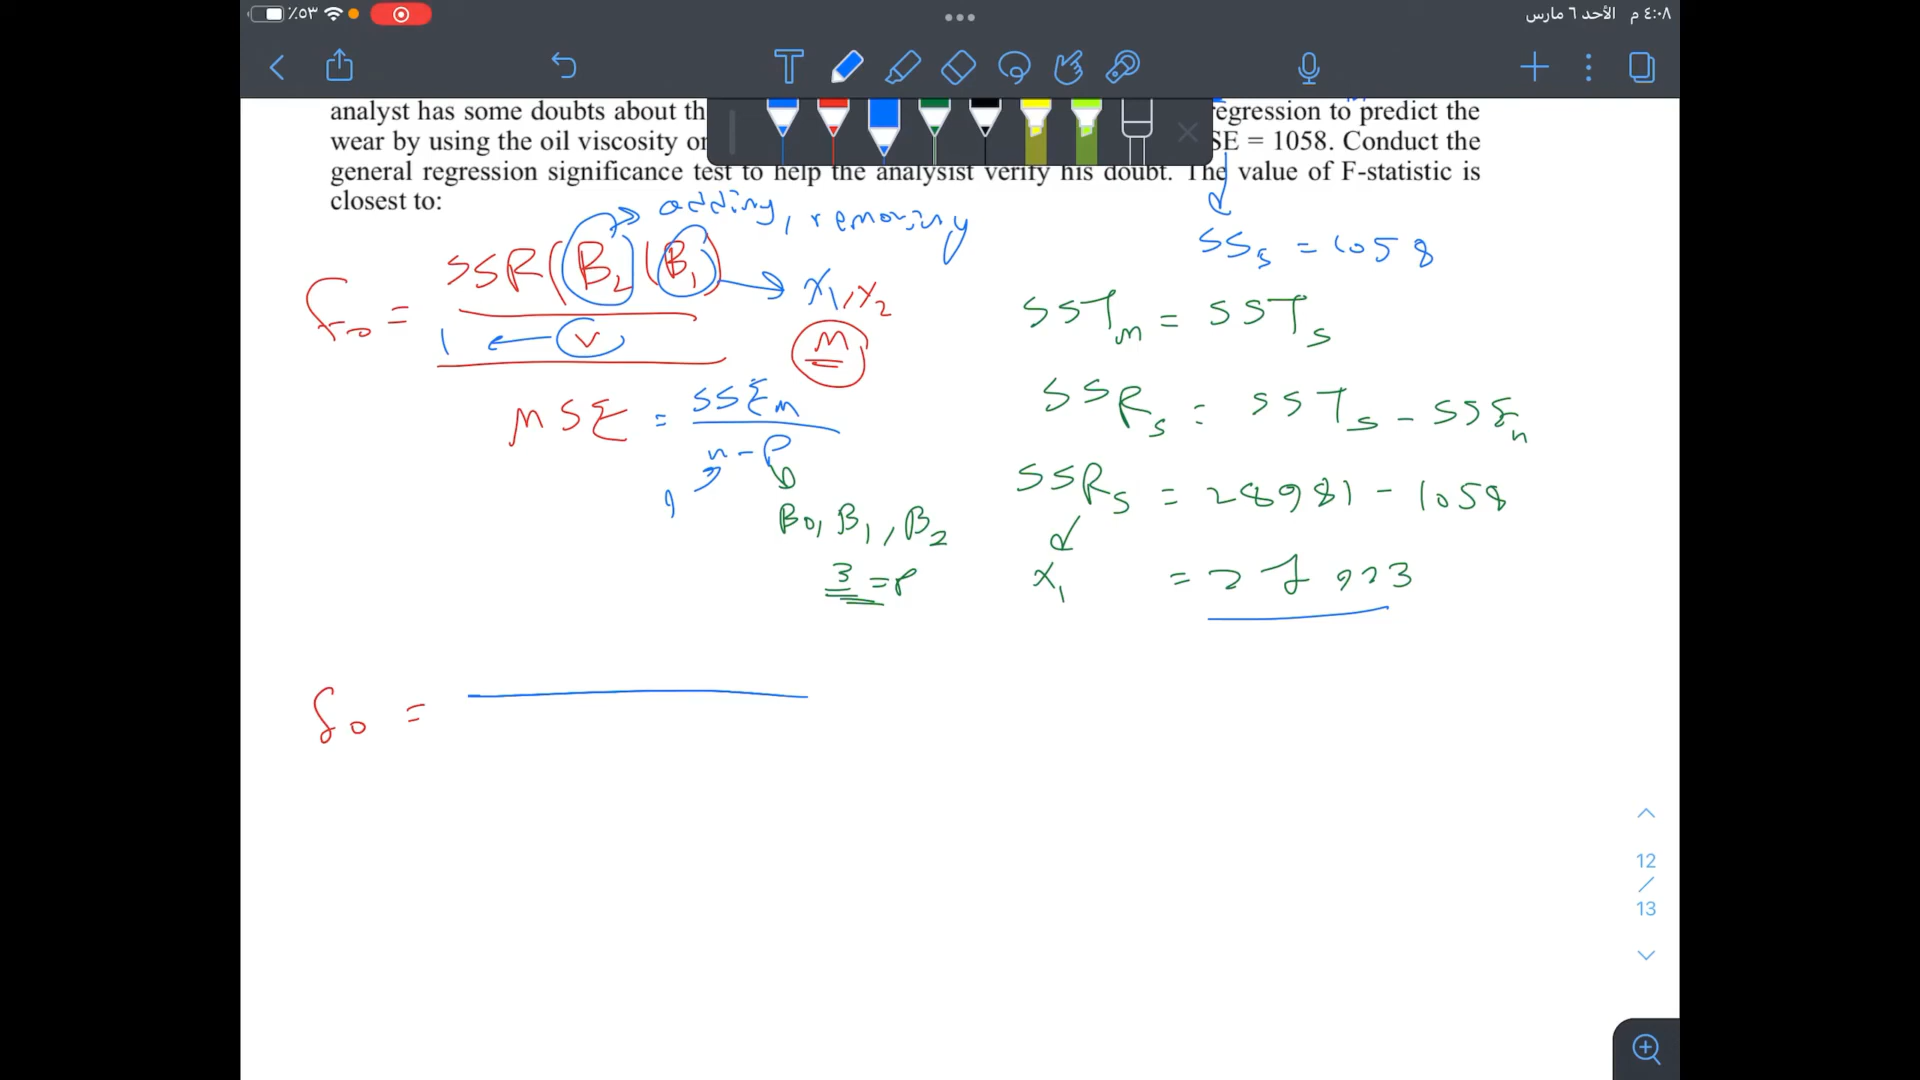 ٪٥٣
٤:٠٨ م الأحد ٦ مارس
analyst has some doubts about th regression to predict the
wear by using the oil viscosity or SE = 1058. Conduct the
general regression significance test to help the analysist verify his doubt. The value of F-statistic is
closest to:
adding, removing
SSs = 1058
F0 = SSR(B2 | B1)
x1, x2
1 ← v
M
SSTm = SSTs
MSE = SSEm
n - P
SSRs = SSTs - SSEn
B0, B1, B2
3 = P
SSRs = 28981 - 1058
x1
= 27923
f0 =
12
/
13